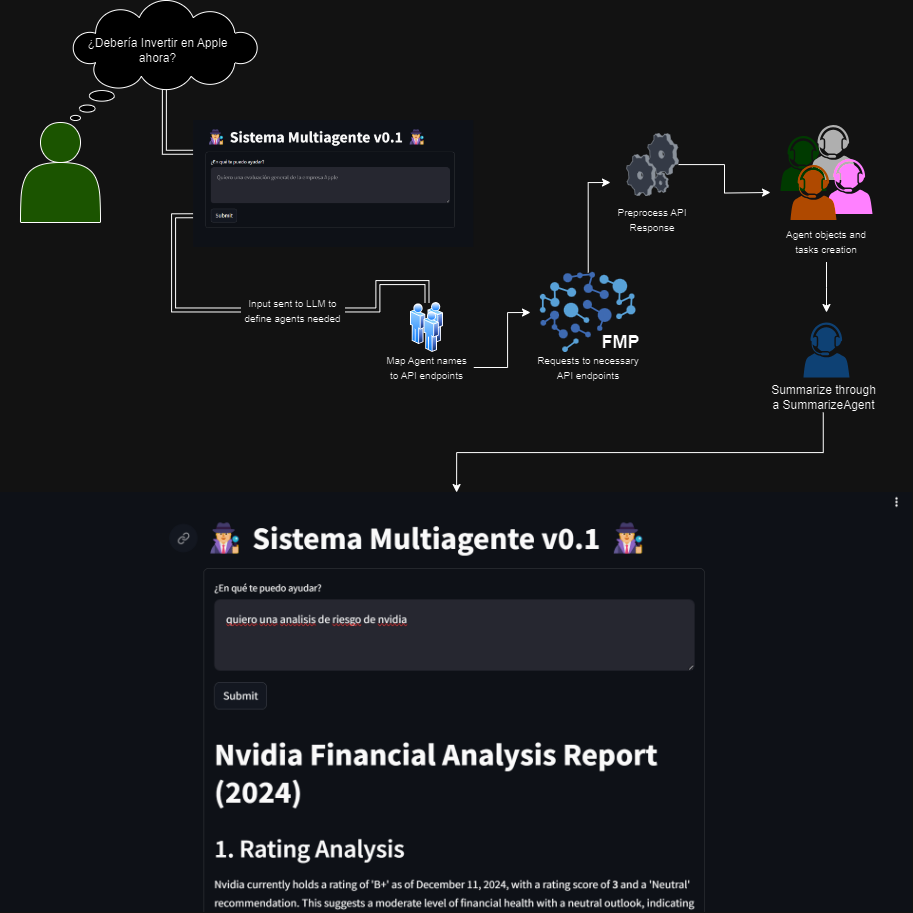 ¿Debería Invertir en Apple
ahora?
Sistema Multiagente v0.1
¿En qué te puedo ayudar?
Quiero una evaluación general de la empresa Apple
Submit
Input sent to LLM to
define agents needed
Map Agent names
to API endpoints
FMP
Requests to necessary
API endpoints
Preprocess API
Response
Agent objects and
tasks creation
Summarize through
a SummarizeAgent
Sistema Multiagente v0.1
¿En qué te puedo ayudar?
quiero una analisis de riesgo de nvidia
Submit
Nvidia Financial Analysis Report
(2024)
1. Rating Analysis
Nvidia currently holds a rating of 'B+' as of December 11, 2024, with a rating score of 3 and a 'Neutral'
recommendation. This suggests a moderate level of financial health with a neutral outlook, indicating